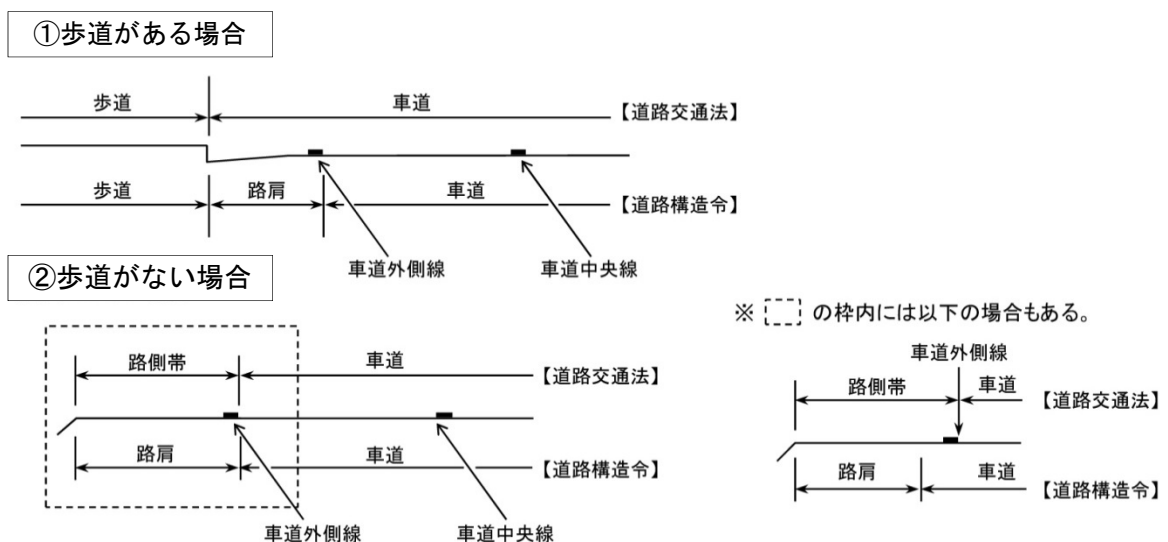 ①歩道がある場合
歩道 車道 【道路交通法】
歩道 路肩 車道 【道路構造令】
車道外側線 車道中央線
②歩道がない場合
路側帯 車道 【道路交通法】
路肩 車道 【道路構造令】
車道外側線 車道中央線
※ の枠内には以下の場合もある。
車道外側線
路側帯 車道 【道路交通法】
路肩 車道 【道路構造令】